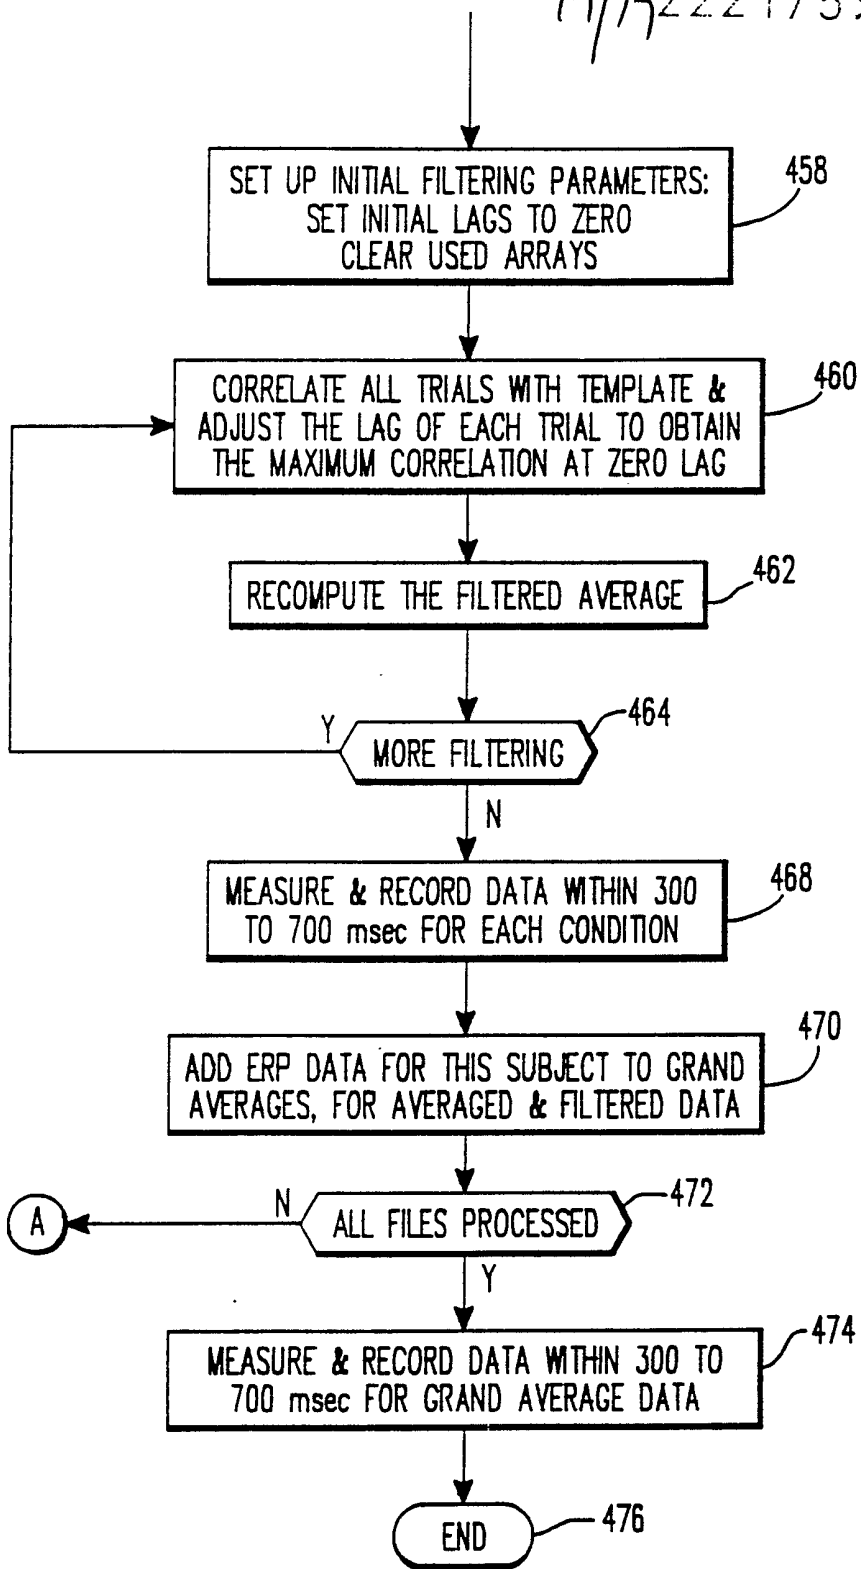 458
SET UP INITIAL FILTERING PARAMETERS:
SET INITIAL LAGS TO ZERO
CLEAR USED ARRAYS
460
CORRELATE ALL TRIALS WITH TEMPLATE &
ADJUST THE LAG OF EACH TRIAL TO OBTAIN
THE MAXIMUM CORRELATION AT ZERO LAG
462
RECOMPUTE THE FILTERED AVERAGE
464
Y
MORE FILTERING
N
468
MEASURE & RECORD DATA WITHIN 300
TO 700 msec FOR EACH CONDITION
470
ADD ERP DATA FOR THIS SUBJECT TO GRAND
AVERAGES, FOR AVERAGED & FILTERED DATA
472
A
N
ALL FILES PROCESSED
Y
474
MEASURE & RECORD DATA WITHIN 300 TO
700 msec FOR GRAND AVERAGE DATA
END
476